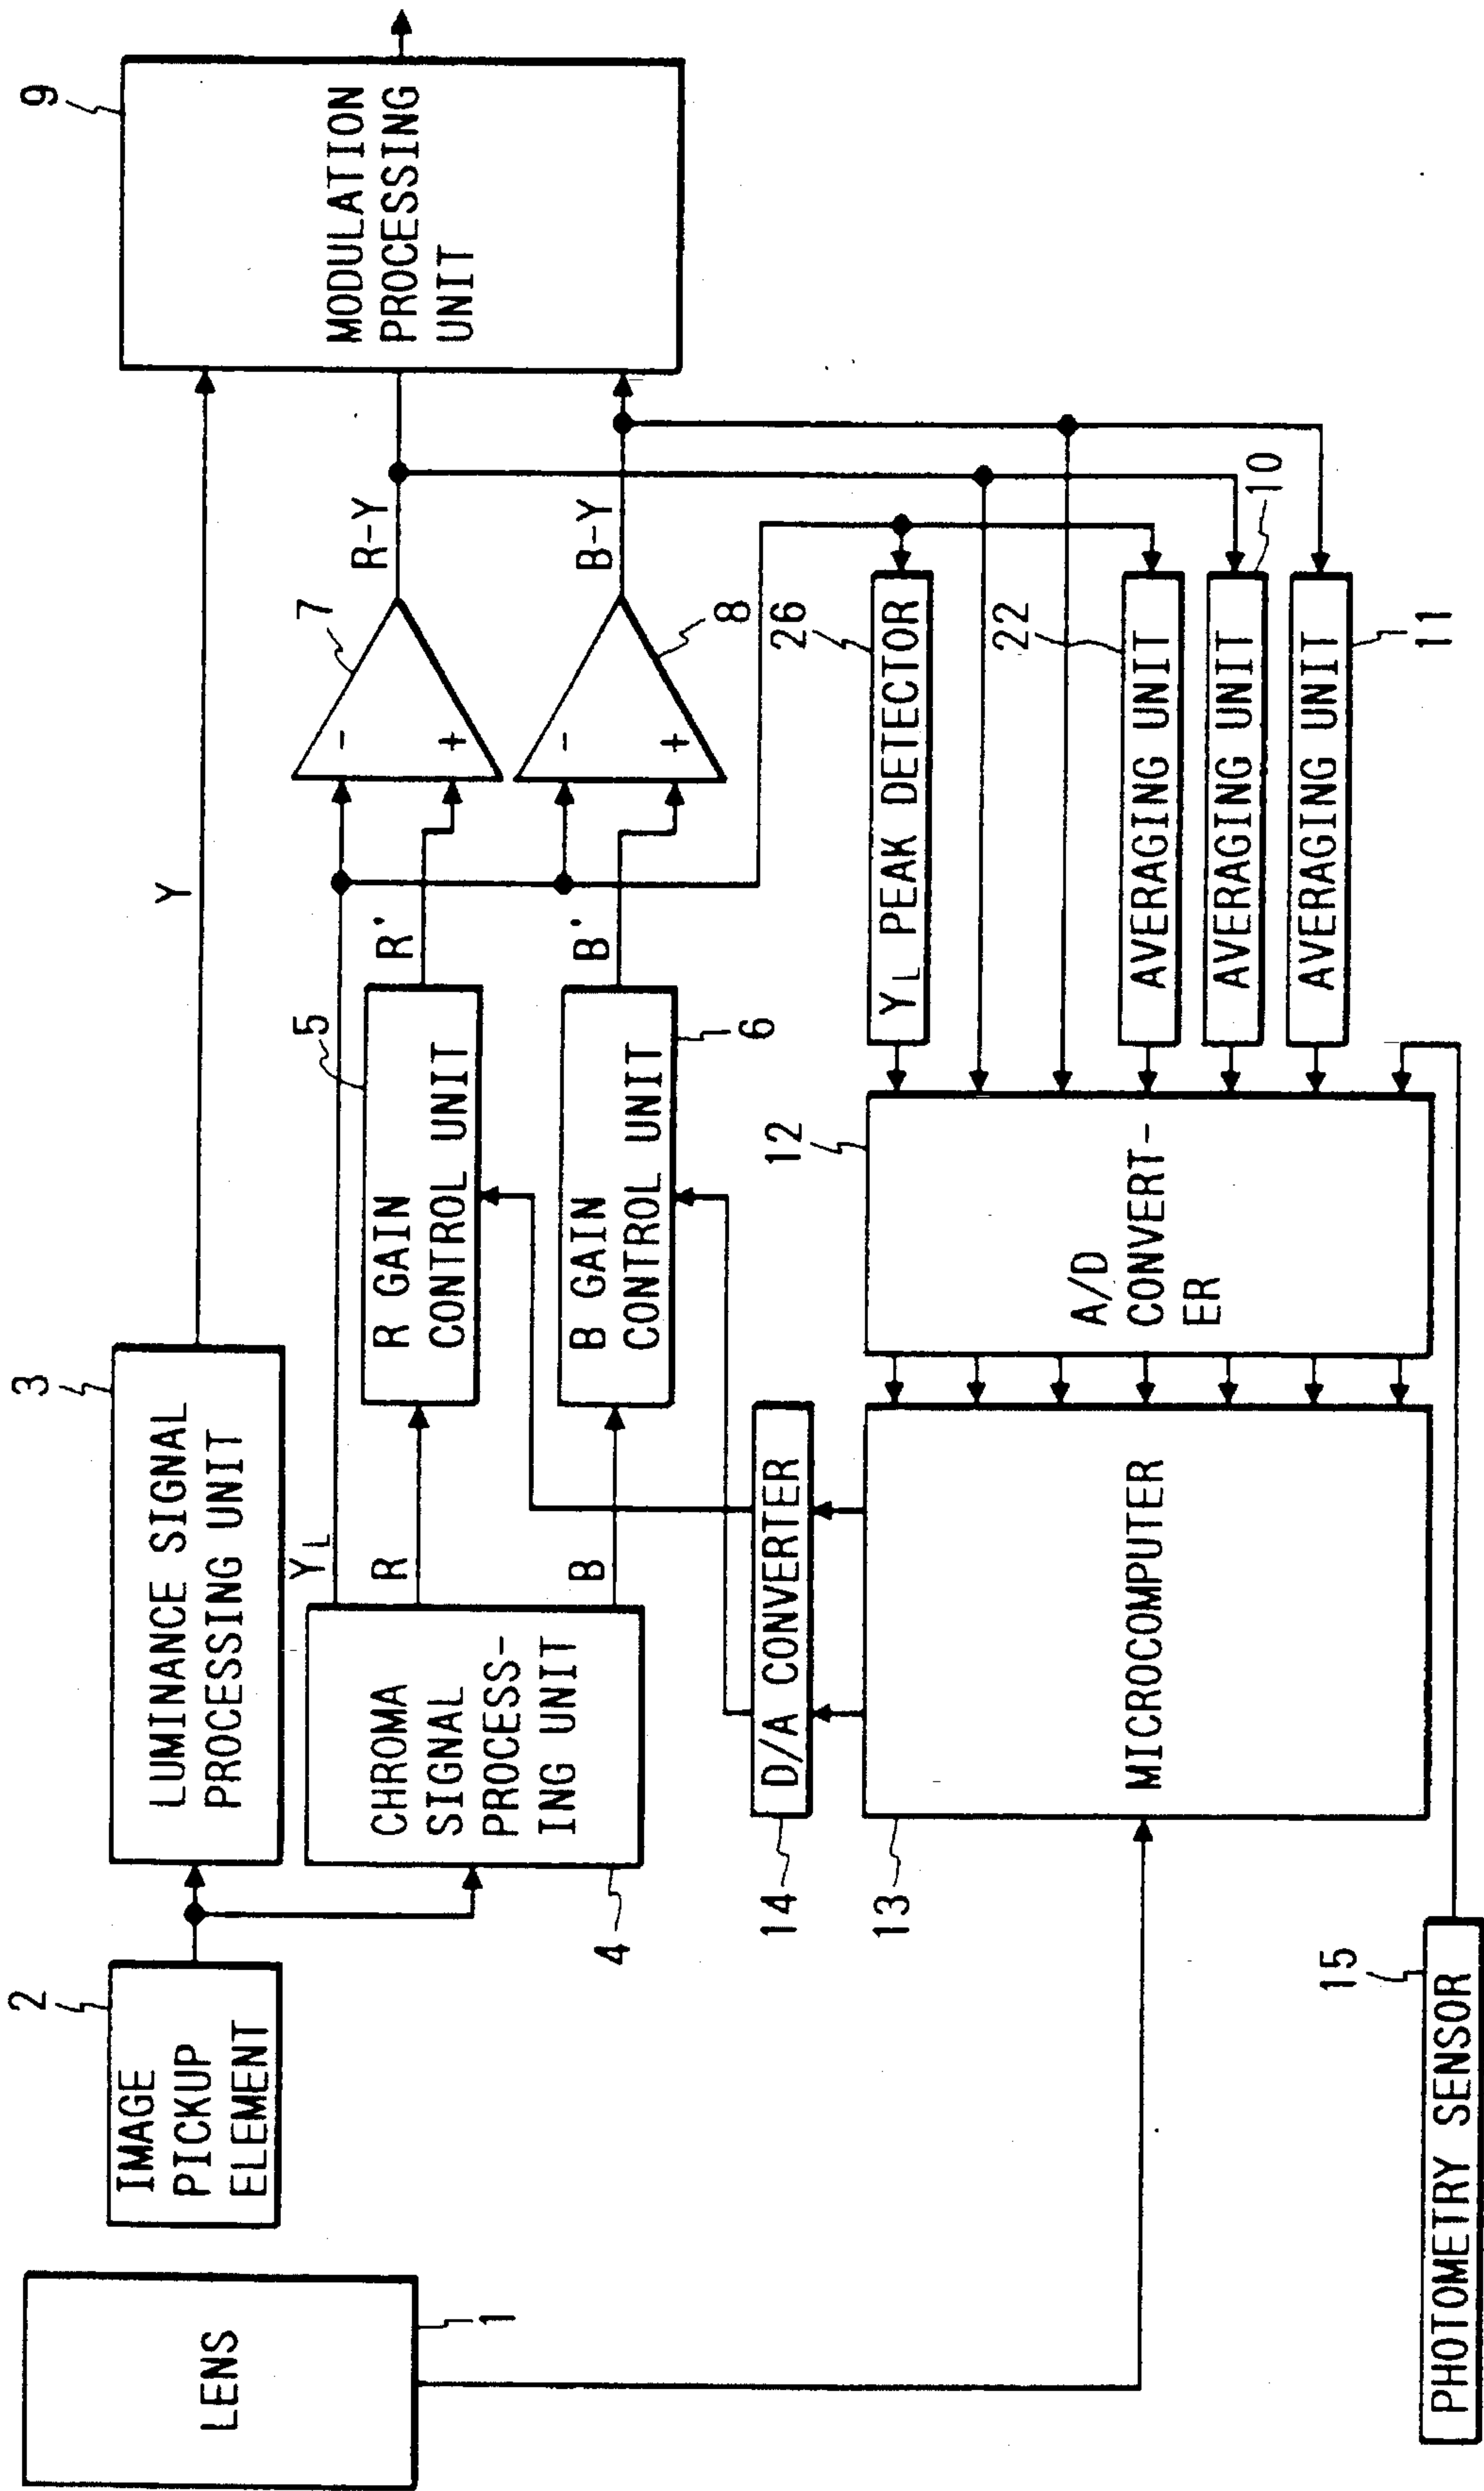 LENS
1
IMAGE
PICKUP
ELEMENT
2
LUMINANCE SIGNAL
PROCESSING UNIT
3
CHROMA
SIGNAL
PROCESS-
ING UNIT
4
Y
YL
R
B
R GAIN
CONTROL UNIT
5
B GAIN
CONTROL UNIT
6
R'
B'
-
+
7
-
+
8
R-Y
B-Y
MODULATION
PROCESSING
UNIT
9
D/A CONVERTER
14
MICROCOMPUTER
13
A/D
CONVERT-
ER
12
YL PEAK DETECTOR
26
AVERAGING UNIT
22
AVERAGING UNIT
10
AVERAGING UNIT
11
PHOTOMETRY SENSOR
15